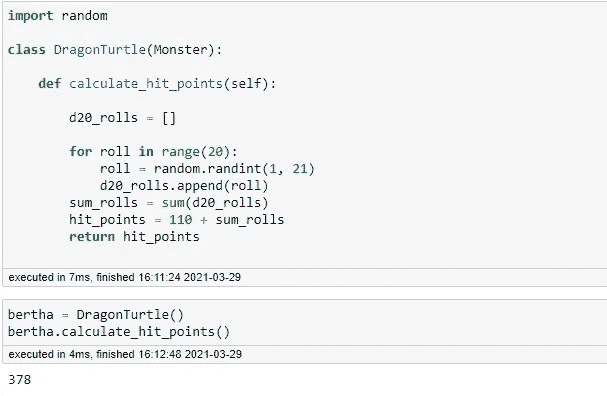 import random
class DragonTurtle(Monster):
def calculate_hit_points(self):
d20_rolls = []
for roll in range(20):
roll = random.randint(1, 21)
d20_rolls.append(roll)
sum_rolls = sum(d20_rolls)
hit_points = 110 + sum_rolls
return hit_points
executed in 7ms, finished 16:11:24 2021-03-29
bertha = DragonTurtle()
bertha.calculate_hit_points()
executed in 4ms, finished 16:12:48 2021-03-29
378